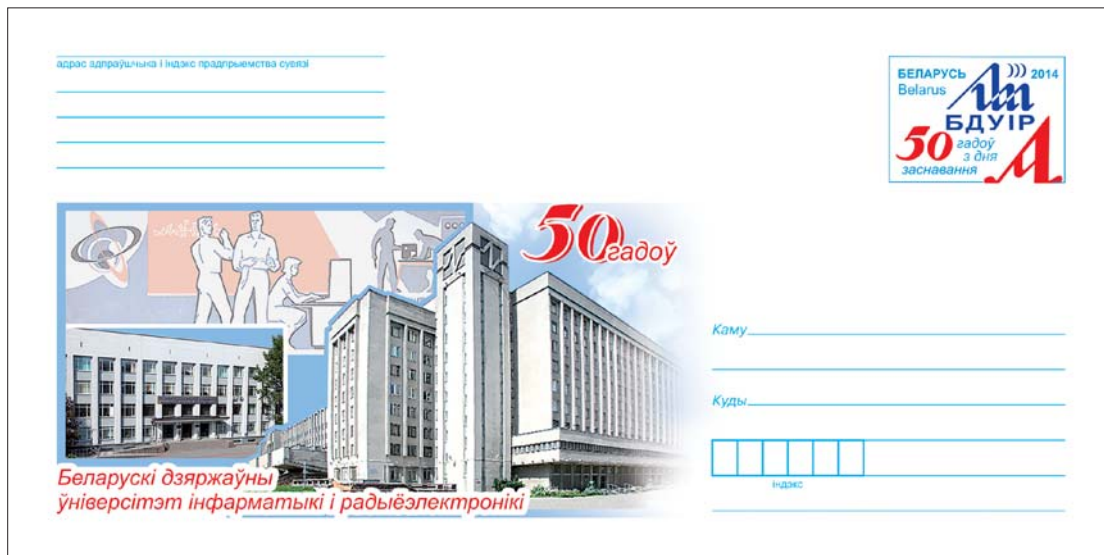 адрас адпраўшчыка і індэкс прадпрыемства сувязі
БЕЛАРУСЬ 2014
Belarus
БДУІР
50 гадоў
з дня
заснавання
50 гадоў
Каму
Куды
індэкс
Беларускі дзяржаўны
ўніверсітэт інфарматыкі і радыёэлектронікі